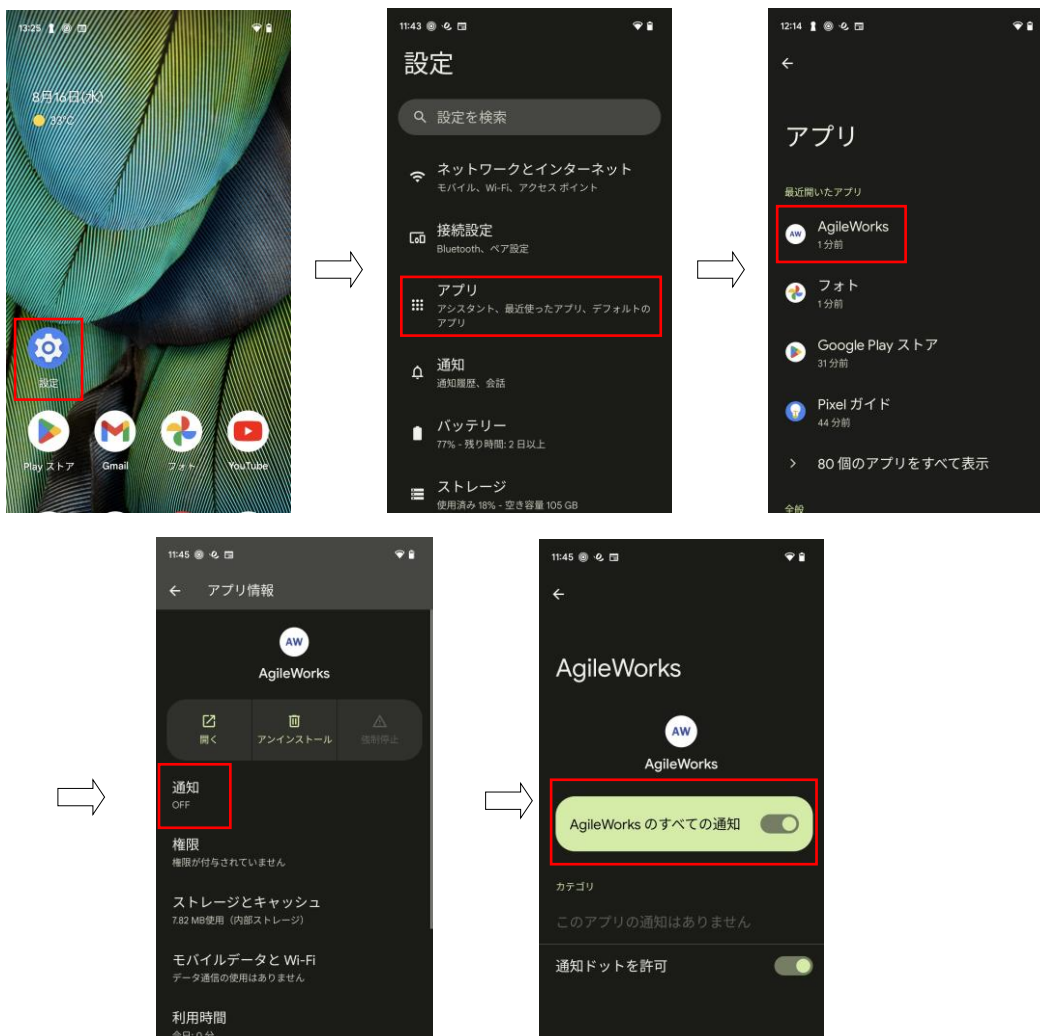 13:25
8月16日(水)
33°C
設定
Play ストア
Gmail
フォト
YouTube
11:43
設定
設定を検索
ネットワークとインターネット
モバイル、Wi-Fi、アクセス ポイント
接続設定
Bluetooth、ペア設定
アプリ
アシスタント、最近使ったアプリ、デフォルトの
アプリ
通知
通知履歴、会話
バッテリー
77% - 残り時間: 2 日以上
ストレージ
使用済み 18% - 空き容量 105 GB
12:14
アプリ
最近開いたアプリ
AW
AgileWorks
1 分前
フォト
1 分前
Google Play ストア
31 分前
Pixel ガイド
44 分前
80 個のアプリをすべて表示
全般
11:45
アプリ情報
AW
AgileWorks
開く
アンインストール
強制停止
通知
OFF
権限
権限が付与されていません
ストレージとキャッシュ
7.82 MB使用（内部ストレージ）
モバイルデータと Wi-Fi
データ通信の使用はありません
利用時間
今日: 0 分
11:45
AgileWorks
AW
AgileWorks
AgileWorks のすべての通知
カテゴリ
このアプリの通知はありません
通知ドットを許可